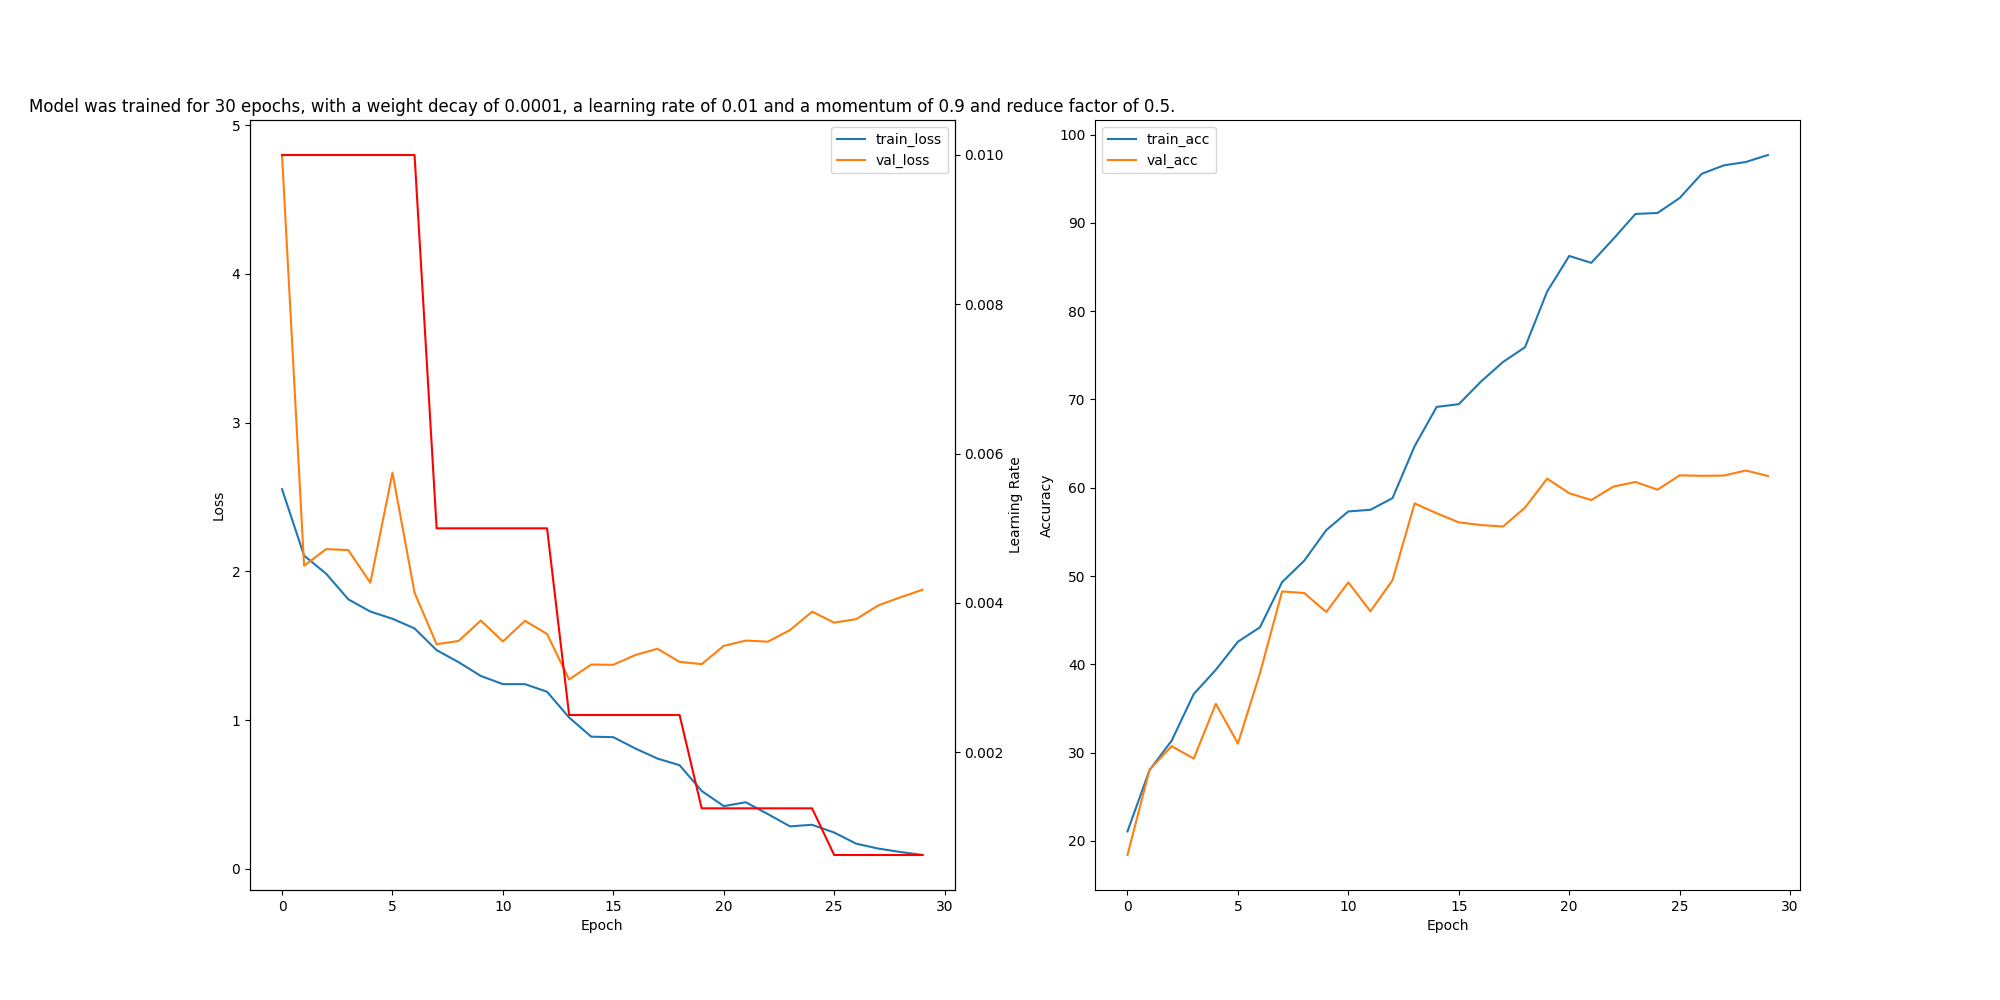 Model was trained for 30 epochs, with a weight decay of 0.0001, a learning rate of 0.01 and a momentum of 0.9 and reduce factor of 0.5.
train_loss
val_loss
5
4
3
2
1
0
Loss
0.010
0.008
0.006
0.004
0.002
Learning Rate
0 5 10 15 20 25 30
Epoch
train_acc
val_acc
100
90
80
70
60
50
40
30
20
Accuracy
0 5 10 15 20 25 30
Epoch